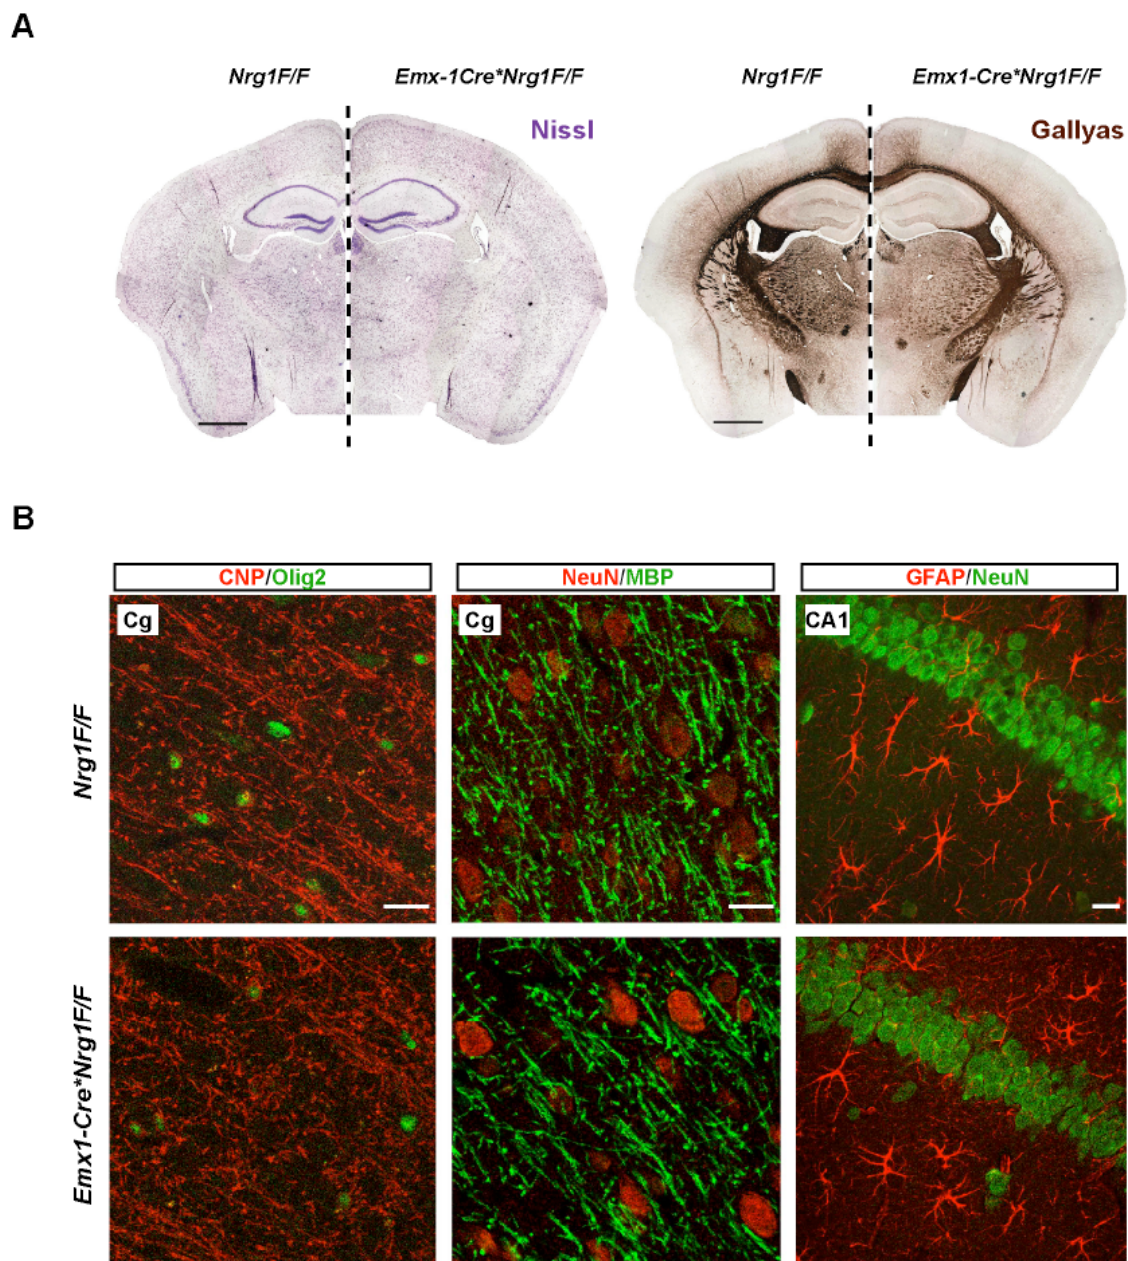 A
Nrg1F/F Emx-1Cre*Nrg1F/F Nrg1F/F Emx1-Cre*Nrg1F/F
Nissl Gallyas
B
CNP/Olig2 NeuN/MBP GFAP/NeuN
Cg Cg CA1
Nrg1F/F
Emx1-Cre*Nrg1F/F